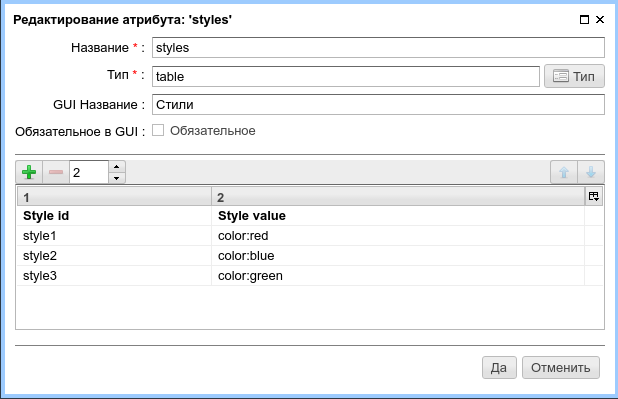 Редактирование атрибута: 'styles'
Название * : styles
Тип * : table Тип
GUI Название : Стили
Обязательное в GUI : Обязательное
2
1 2
Style id Style value
style1 color:red
style2 color:blue
style3 color:green
Да Отменить